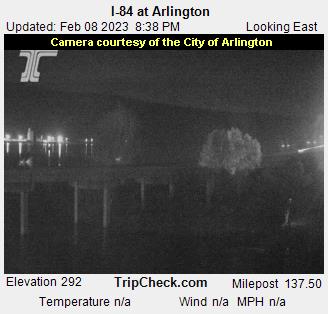 I-84 at Arlington
Updated: Feb 08 2023 8:38 PM Looking East
Camera courtesy of the City of Arlington
Elevation 292 TripCheck.com Milepost 137.50
Temperature n/a Wind n/a MPH n/a